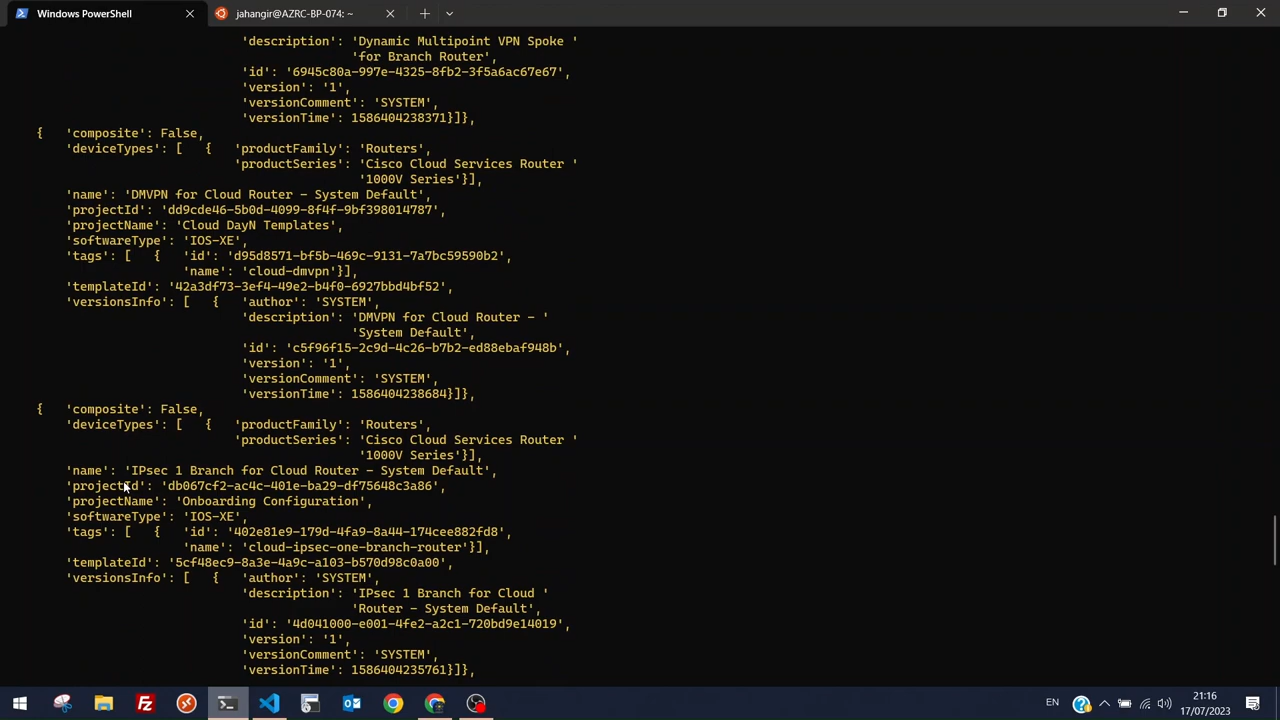 Windows PowerShell
jahangir@AZRC-BP-074: ~
'description': 'Dynamic Multipoint VPN Spoke '
'for Branch Router',
'id': '6945c80a-997e-4325-8fb2-3f5a6ac67e67',
'version': '1',
'versionComment': 'SYSTEM',
'versionTime': 1586404238371}]},
{ 'composite': False,
'deviceTypes': [ { 'productFamily': 'Routers',
'productSeries': 'Cisco Cloud Services Router '
'1000V Series'}],
'name': 'DMVPN for Cloud Router - System Default',
'projectId': 'dd9cde46-5b0d-4099-8f4f-9bf398014787',
'projectName': 'Cloud DayN Templates',
'softwareType': 'IOS-XE',
'tags': [ { 'id': 'd95d8571-bf5b-469c-9131-7a7bc59590b2',
'name': 'cloud-dmvpn'}],
'templateId': '42a3df73-3ef4-49e2-b4f0-6927bbd4bf52',
'versionsInfo': [ { 'author': 'SYSTEM',
'description': 'DMVPN for Cloud Router - '
'System Default',
'id': 'c5f96f15-2c9d-4c26-b7b2-ed88ebaf948b',
'version': '1',
'versionComment': 'SYSTEM',
'versionTime': 1586404238684}]},
{ 'composite': False,
'deviceTypes': [ { 'productFamily': 'Routers',
'productSeries': 'Cisco Cloud Services Router '
'1000V Series'}],
'name': 'IPsec 1 Branch for Cloud Router - System Default',
'projectId': 'db067cf2-ac4c-401e-ba29-df75648c3a86',
'projectName': 'Onboarding Configuration',
'softwareType': 'IOS-XE',
'tags': [ { 'id': '402e81e9-179d-4fa9-8a44-174cee882fd8',
'name': 'cloud-ipsec-one-branch-router'}],
'templateId': '5cf48ec9-8a3e-4a9c-a103-b570d98c0a00',
'versionsInfo': [ { 'author': 'SYSTEM',
'description': 'IPsec 1 Branch for Cloud '
'Router - System Default',
'id': '4d041000-e001-4fe2-a2c1-720bd9e14019',
'version': '1',
'versionComment': 'SYSTEM',
'versionTime': 1586404235761}]},
EN
21:16
17/07/2023